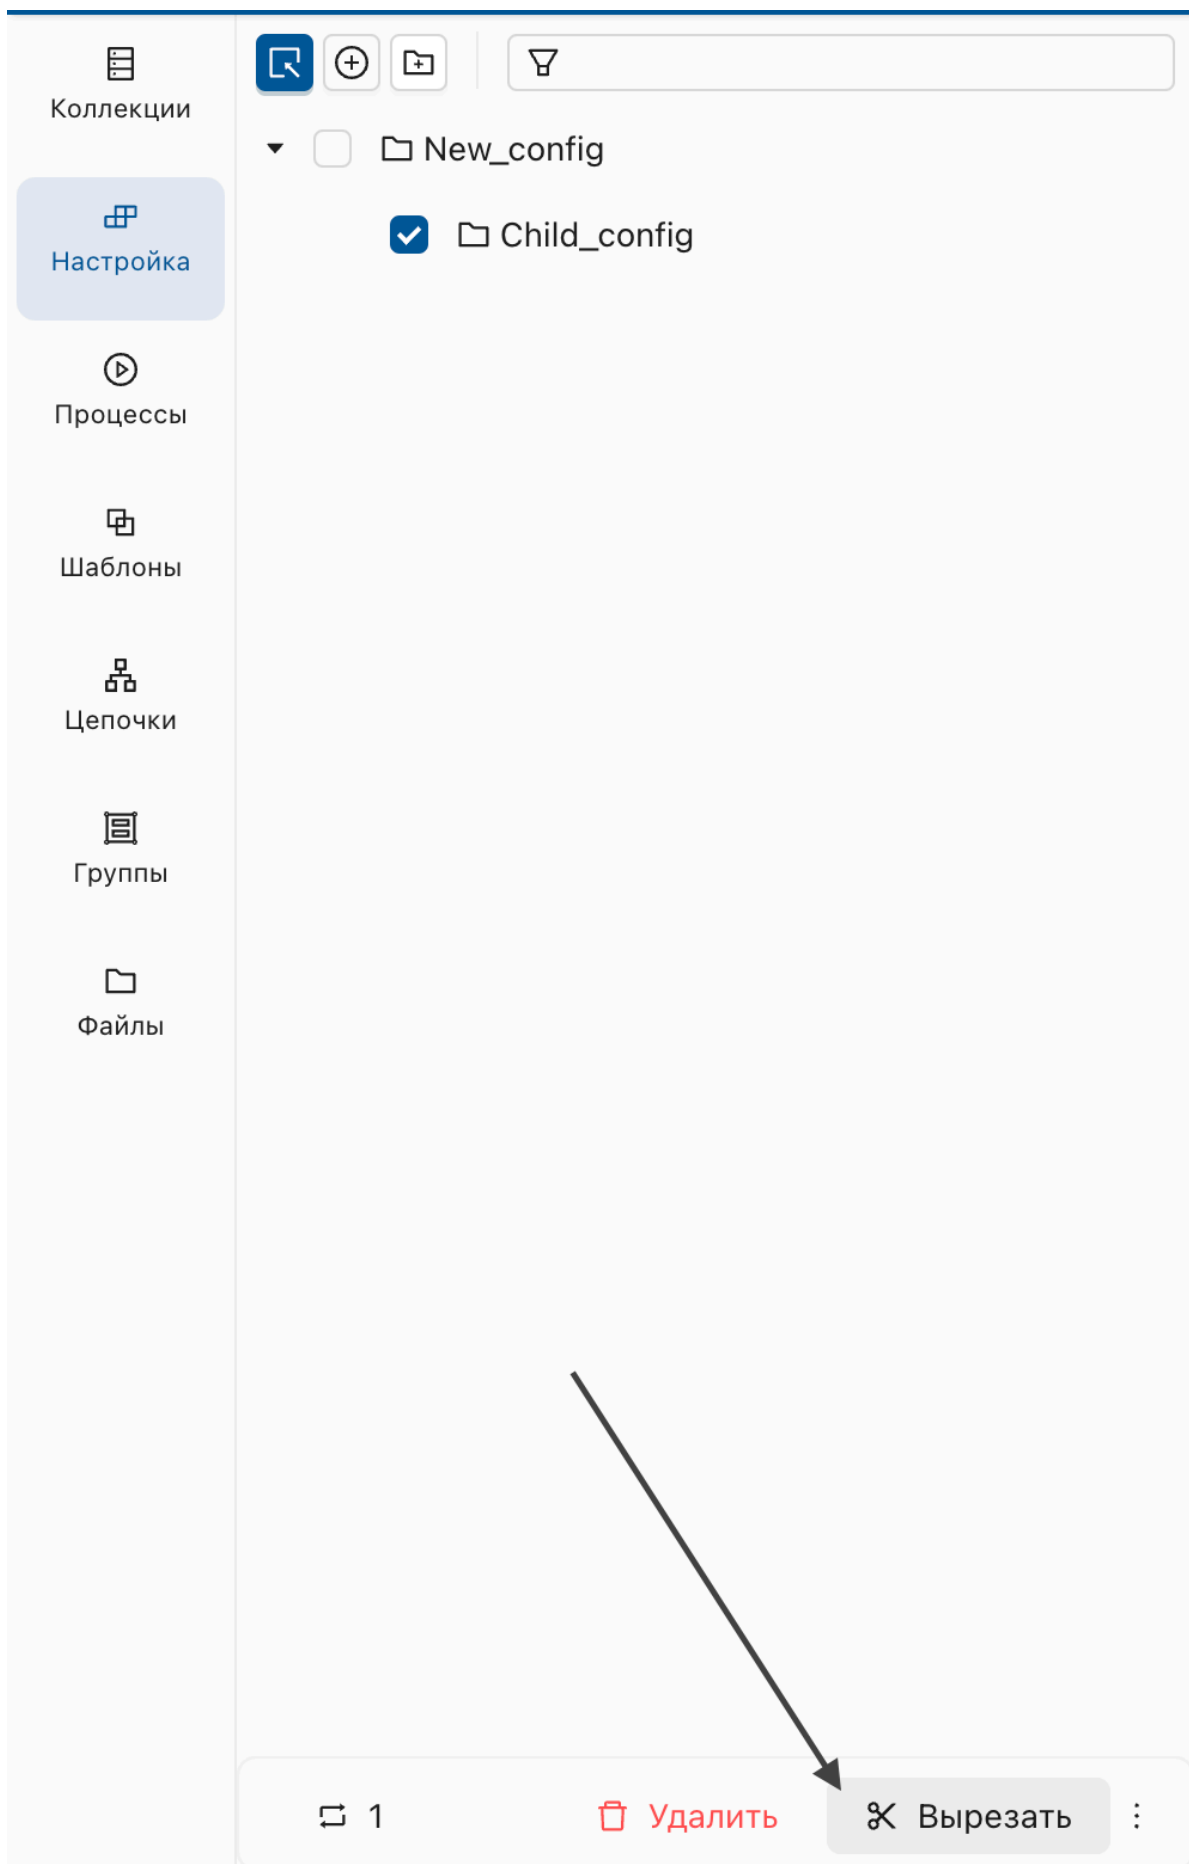 Коллекции
Настройка
Процессы
Шаблоны
Цепочки
Группы
Файлы
New_config
Child_config
1
Удалить
Вырезать